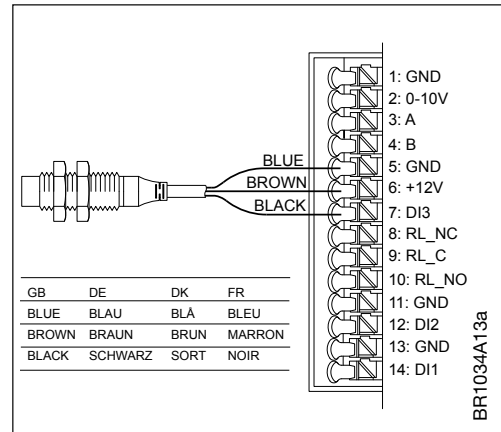 1: GND
2: 0-10V
3: A
4: B
BLUE
5: GND
BROWN
6: +12V
BLACK
7: DI3
8: RL_NC
9: RL_C
10: RL_NO
11: GND
12: DI2
13: GND
14: DI1
GB DE DK FR
BLUE BLAU BLÅ BLEU
BROWN BRAUN BRUN MARRON
BLACK SCHWARZ SORT NOIR
BR1034A13a